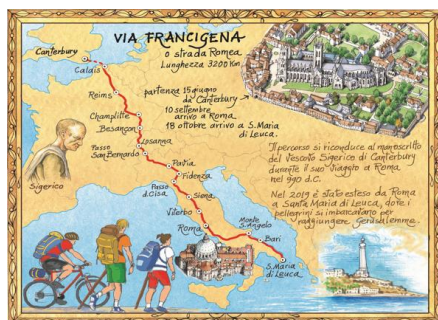 VIA FRANCIGENA
o strada Romea
Lunghezza 3200 Km
partenza 15 giugno
da Canterbury
10 settembre
arrivo a Roma
18 ottobre arrivo a S. Maria
di Leuca.
Canterbury
Calais
Reims
Champlitte
Besançon
Losanna
Passo
San Bernardo
Pavia
Fidenza
Passo
d. Cisa
Siena
Viterbo
Roma
Monte
S. Angelo
Bari
S. Maria
di Leuca
Sigerico
Il percorso si riconduce al manoscritto
del Vescovo Sigerico di Canterbury
durante il suo viaggio a Roma
nel 990 d.C.
Nel 2019 è stato esteso da Roma
a Santa Maria di Leuca, dove i
pellegrini si imbarcavano per
raggiungere Gerusalemme.